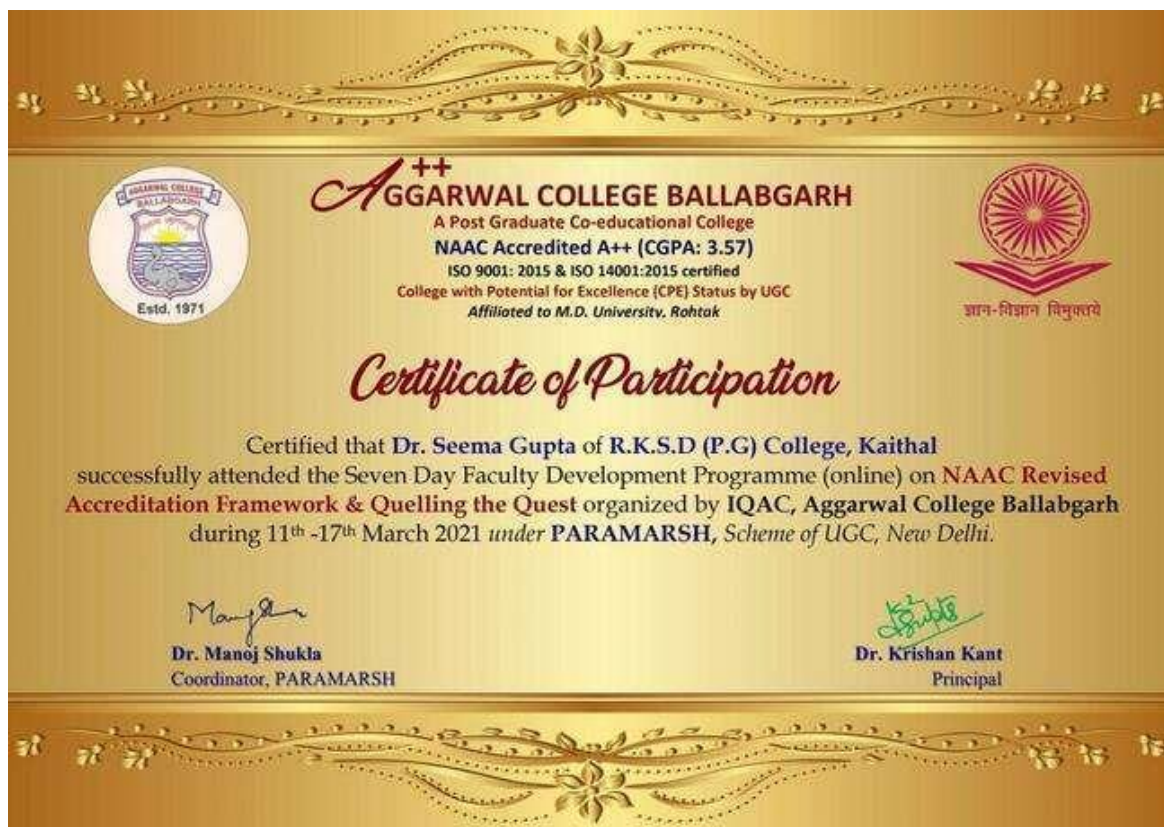 A++
GGARWAL COLLEGE BALLABGARH
A Post Graduate Co-educational College
NAAC Accredited A++ (CGPA: 3.57)
ISO 9001: 2015 & ISO 14001:2015 certified
College with Potential for Excellence (CPE) Status by UGC
Affiliated to M.D. University, Rohtak
AGGARWAL COLLEGE
BALLABGARH
Estd. 1971
ज्ञान-विज्ञान विमुक्तये
Certificate of Participation
Certified that Dr. Seema Gupta of R.K.S.D (P.G) College, Kaithal
successfully attended the Seven Day Faculty Development Programme (online) on NAAC Revised
Accreditation Framework & Quelling the Quest organized by IQAC, Aggarwal College Ballabgarh
during 11th -17th March 2021 under PARAMARSH, Scheme of UGC, New Delhi.
Dr. Manoj Shukla
Coordinator, PARAMARSH
Dr. Krishan Kant
Principal